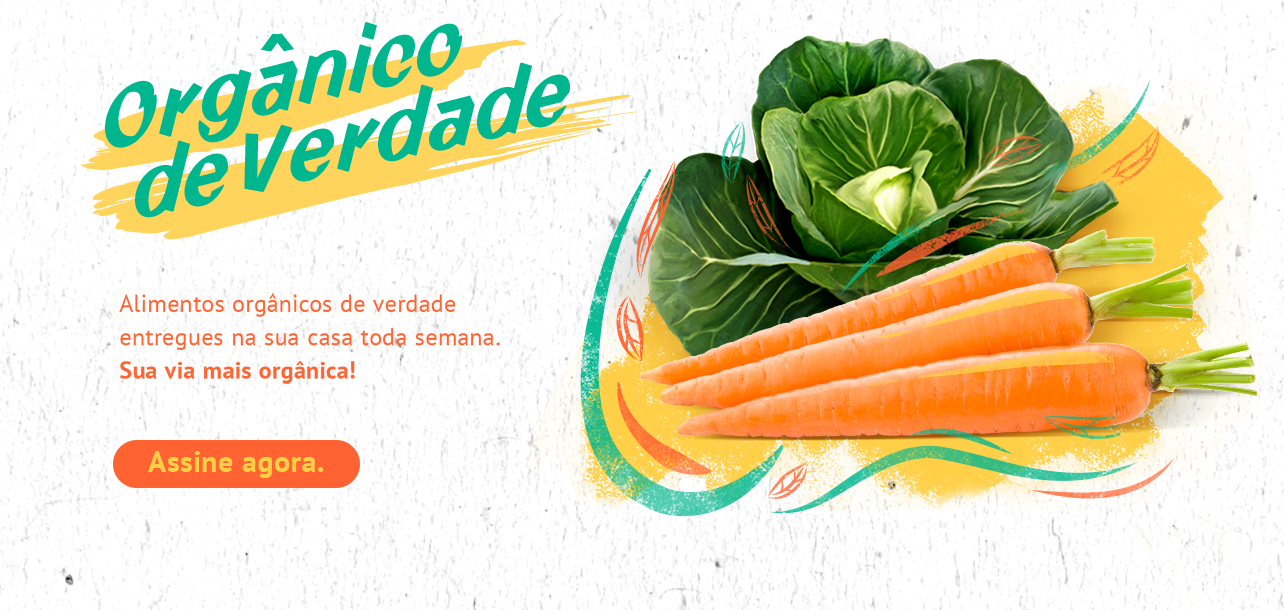 Orgânico
de Verdade
Alimentos orgânicos de verdade
entregues na sua casa toda semana.
Sua via mais orgânica!
Assine agora.